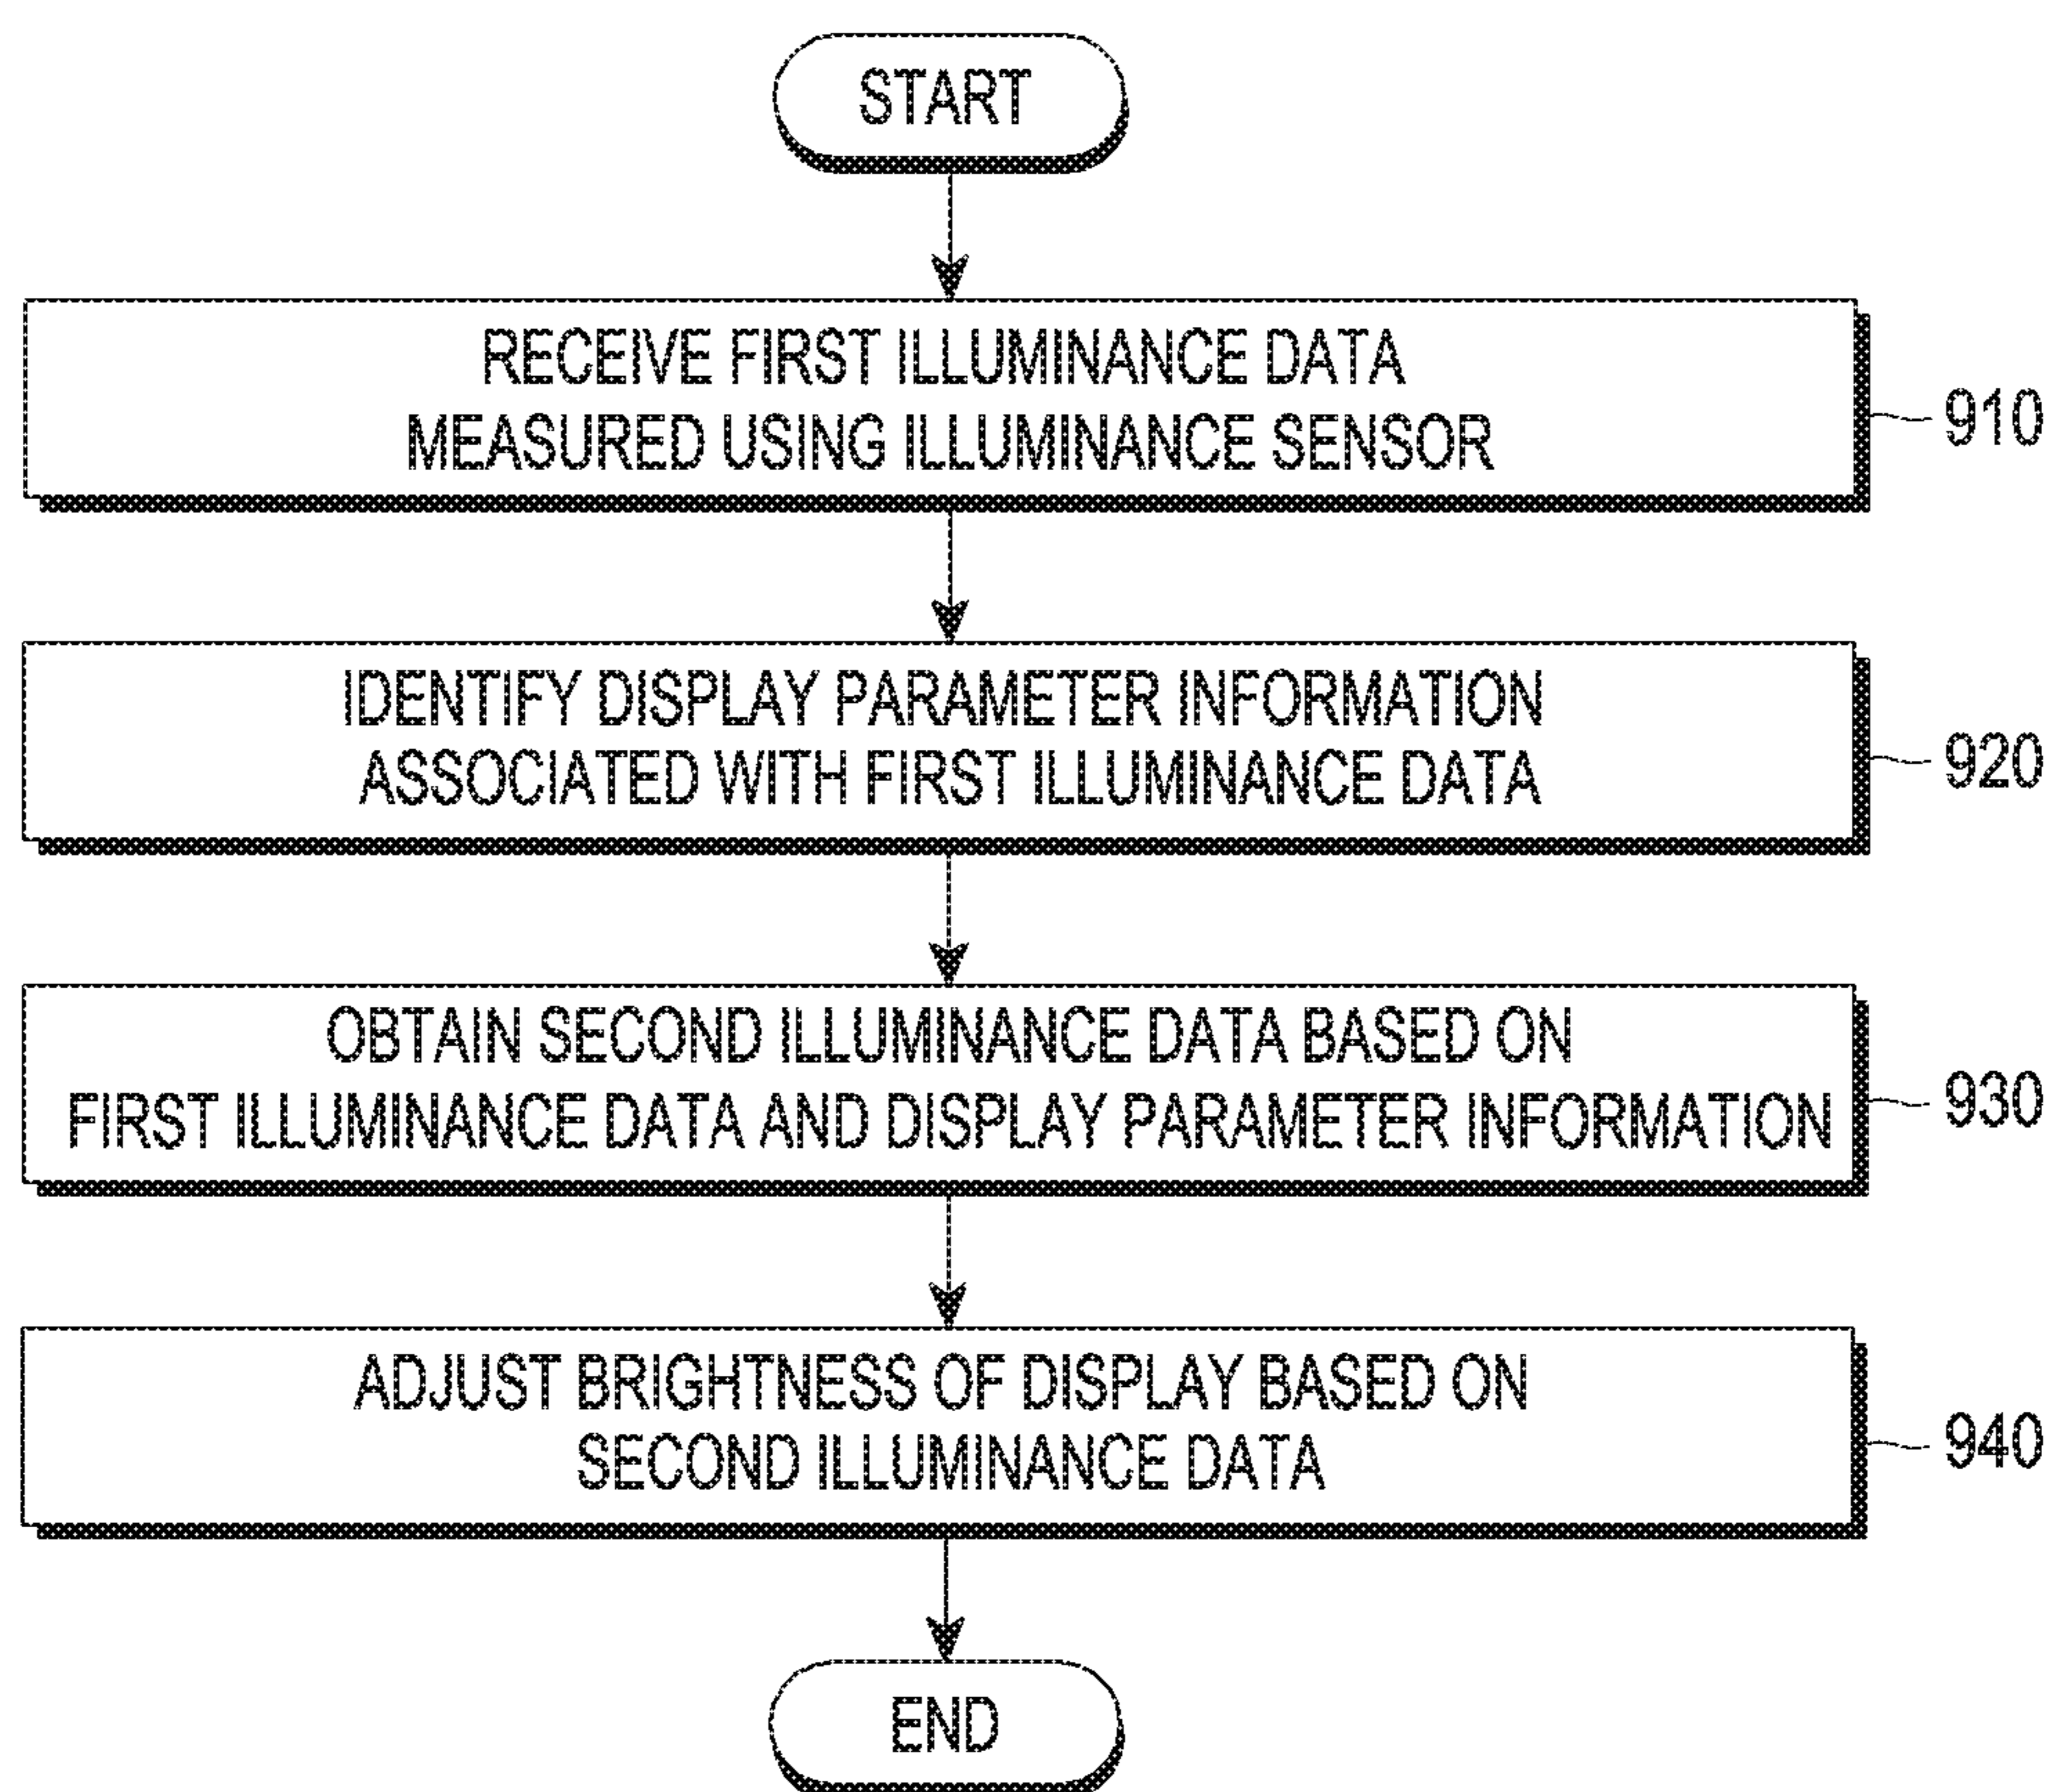 START
RECEIVE FIRST ILLUMINANCE DATA
MEASURED USING ILLUMINANCE SENSOR
910
IDENTIFY DISPLAY PARAMETER INFORMATION
ASSOCIATED WITH FIRST ILLUMINANCE DATA
920
OBTAIN SECOND ILLUMINANCE DATA BASED ON
FIRST ILLUMINANCE DATA AND DISPLAY PARAMETER INFORMATION
930
ADJUST BRIGHTNESS OF DISPLAY BASED ON
SECOND ILLUMINANCE DATA
940
END